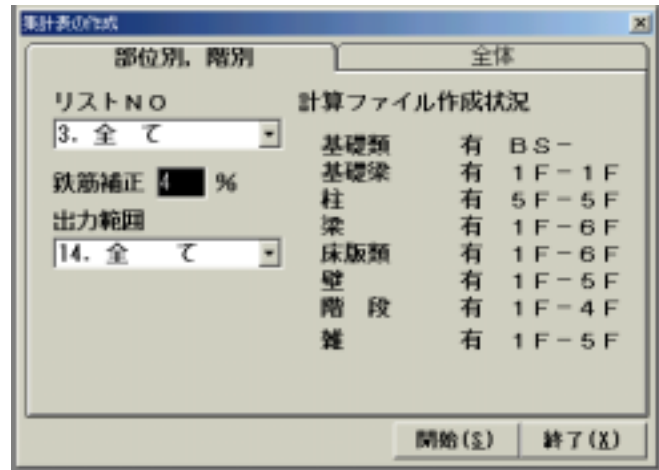 集計表の作成
部位別，階別
全体
リストＮＯ
3. 全　て
鉄筋補正 4 %
出力範囲
14. 全　　て
計算ファイル作成状況
基礎類　有　ＢＳ−
基礎梁　有　１Ｆ−１Ｆ
柱　有　５Ｆ−５Ｆ
梁　有　１Ｆ−６Ｆ
床版類　有　１Ｆ−６Ｆ
壁　有　１Ｆ−５Ｆ
階　段　有　１Ｆ−４Ｆ
雑　有　１Ｆ−５Ｆ
開始(S)
終了(X)